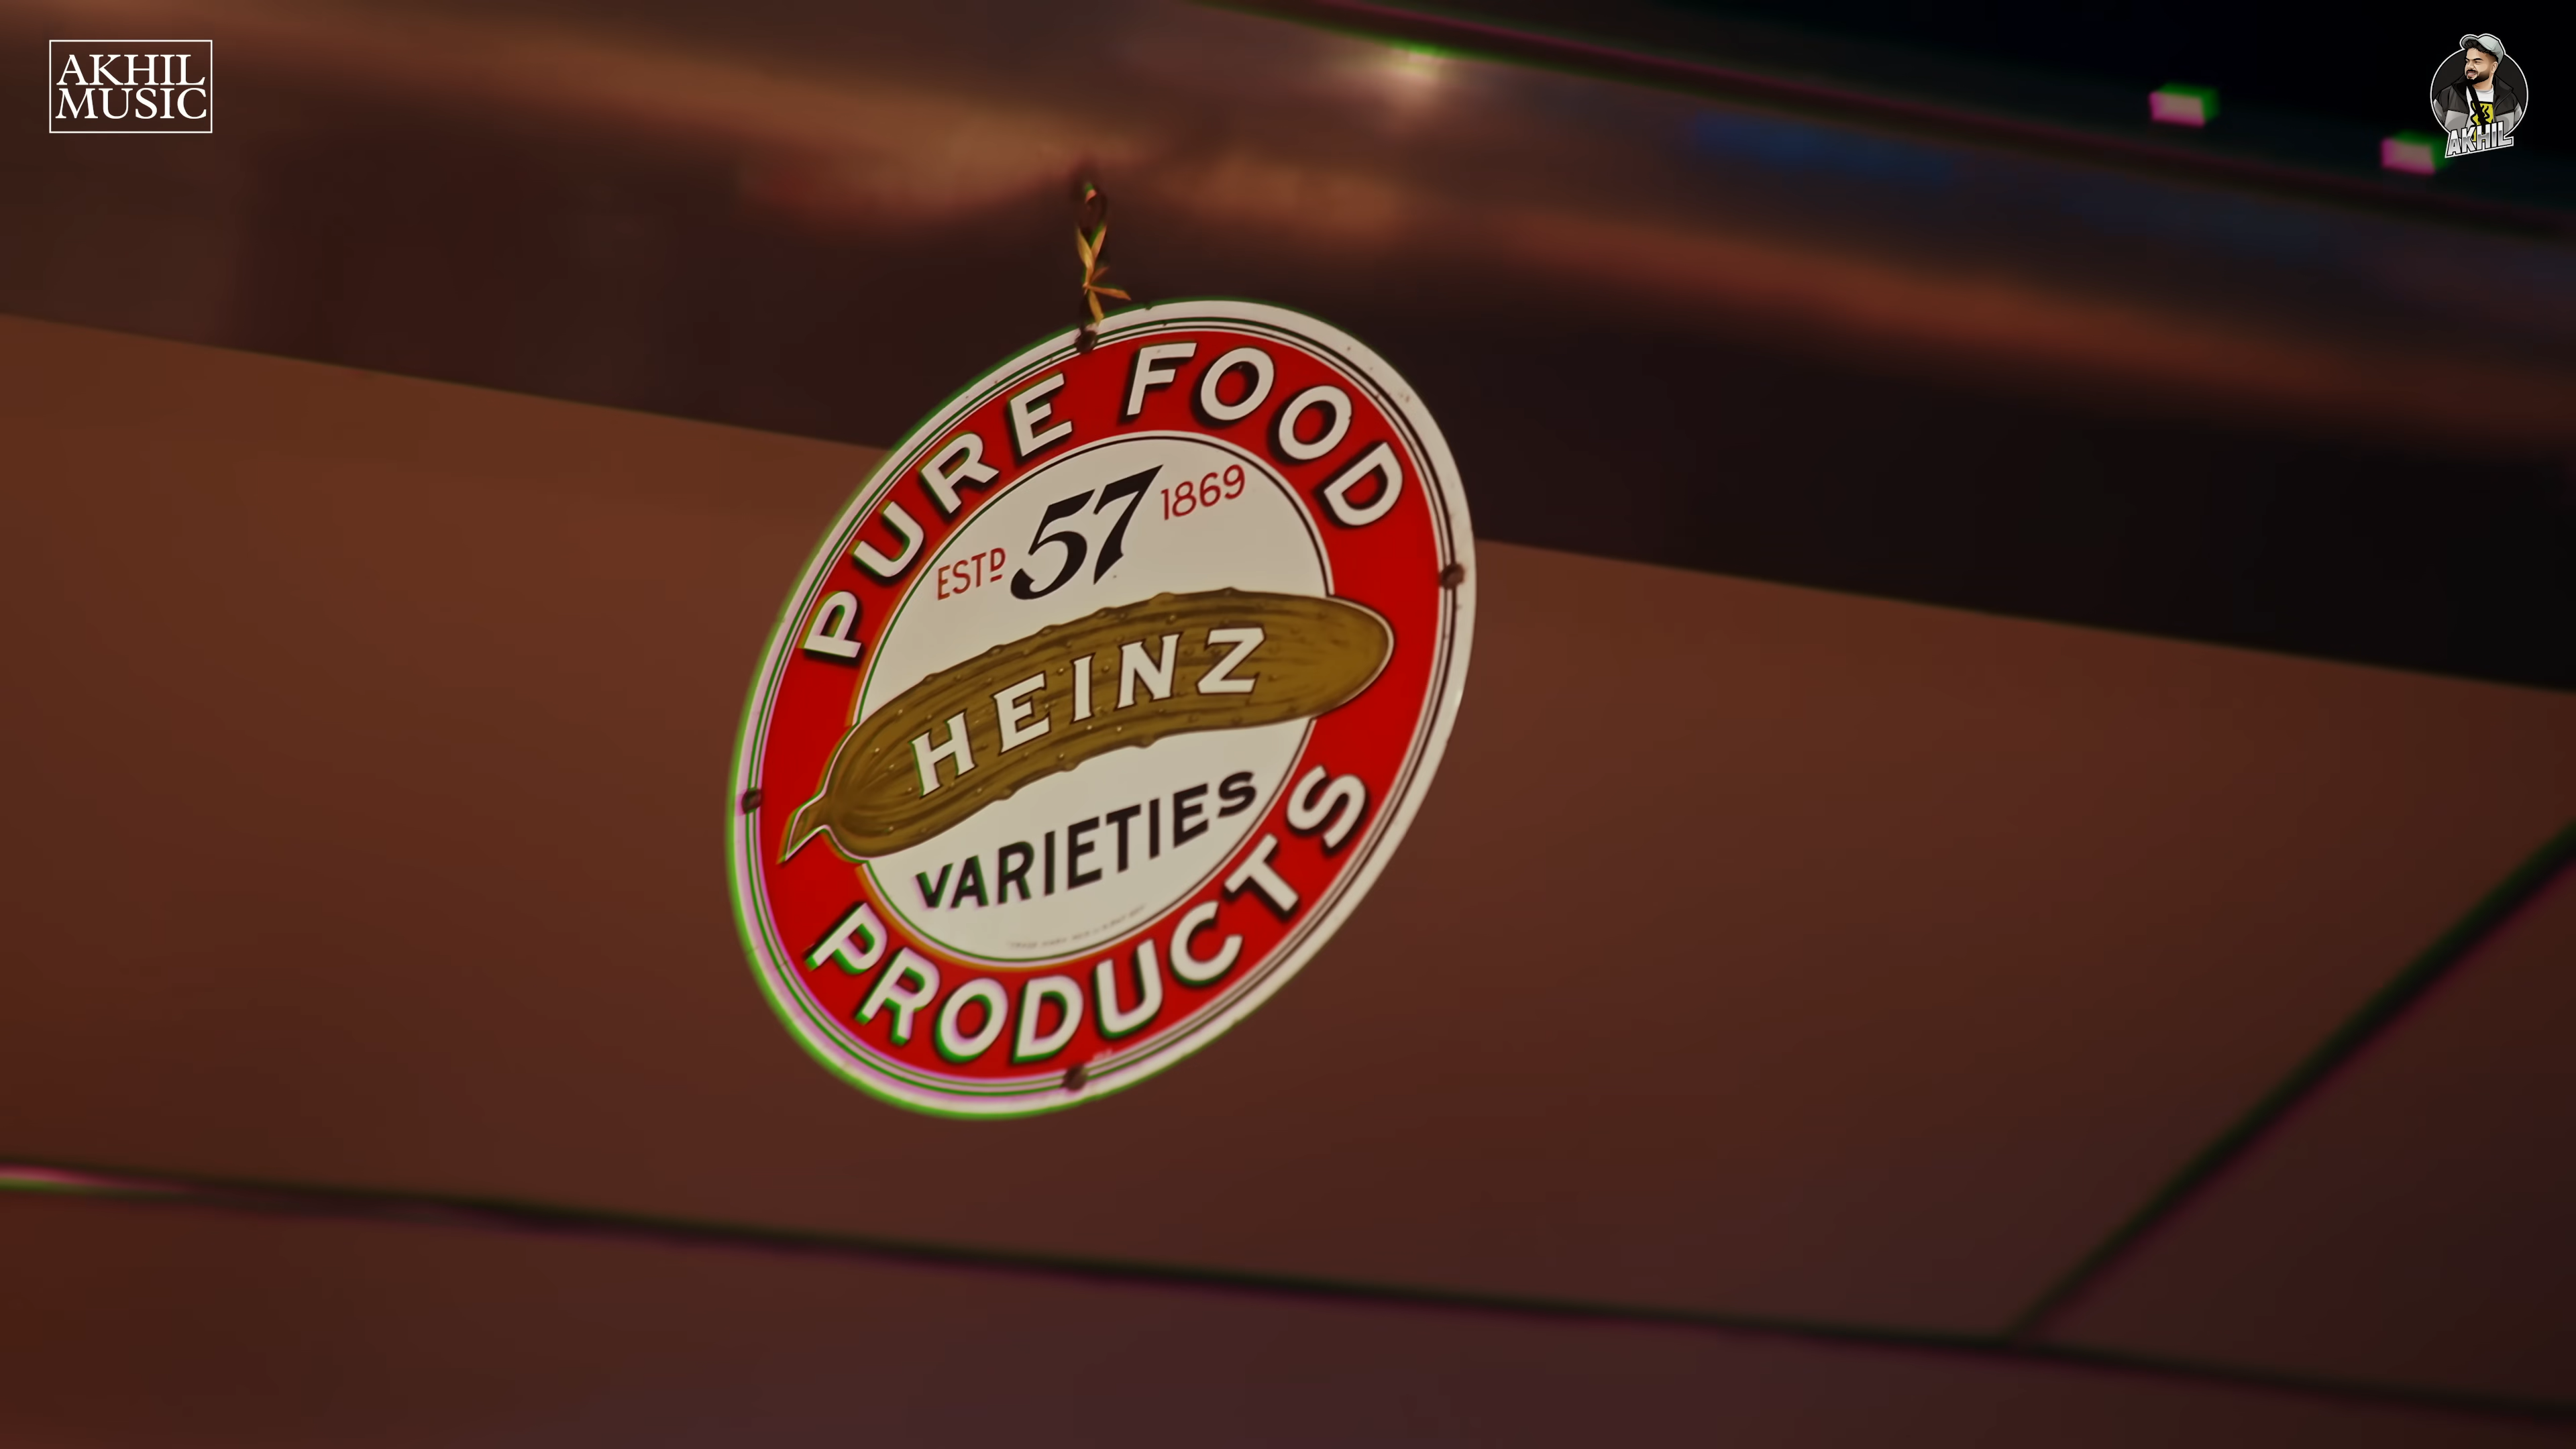 AKHIL
MUSIC
AKHIL
PURE FOOD
ESTD 57 1869
HEINZ
VARIETIES
PRODUCTS